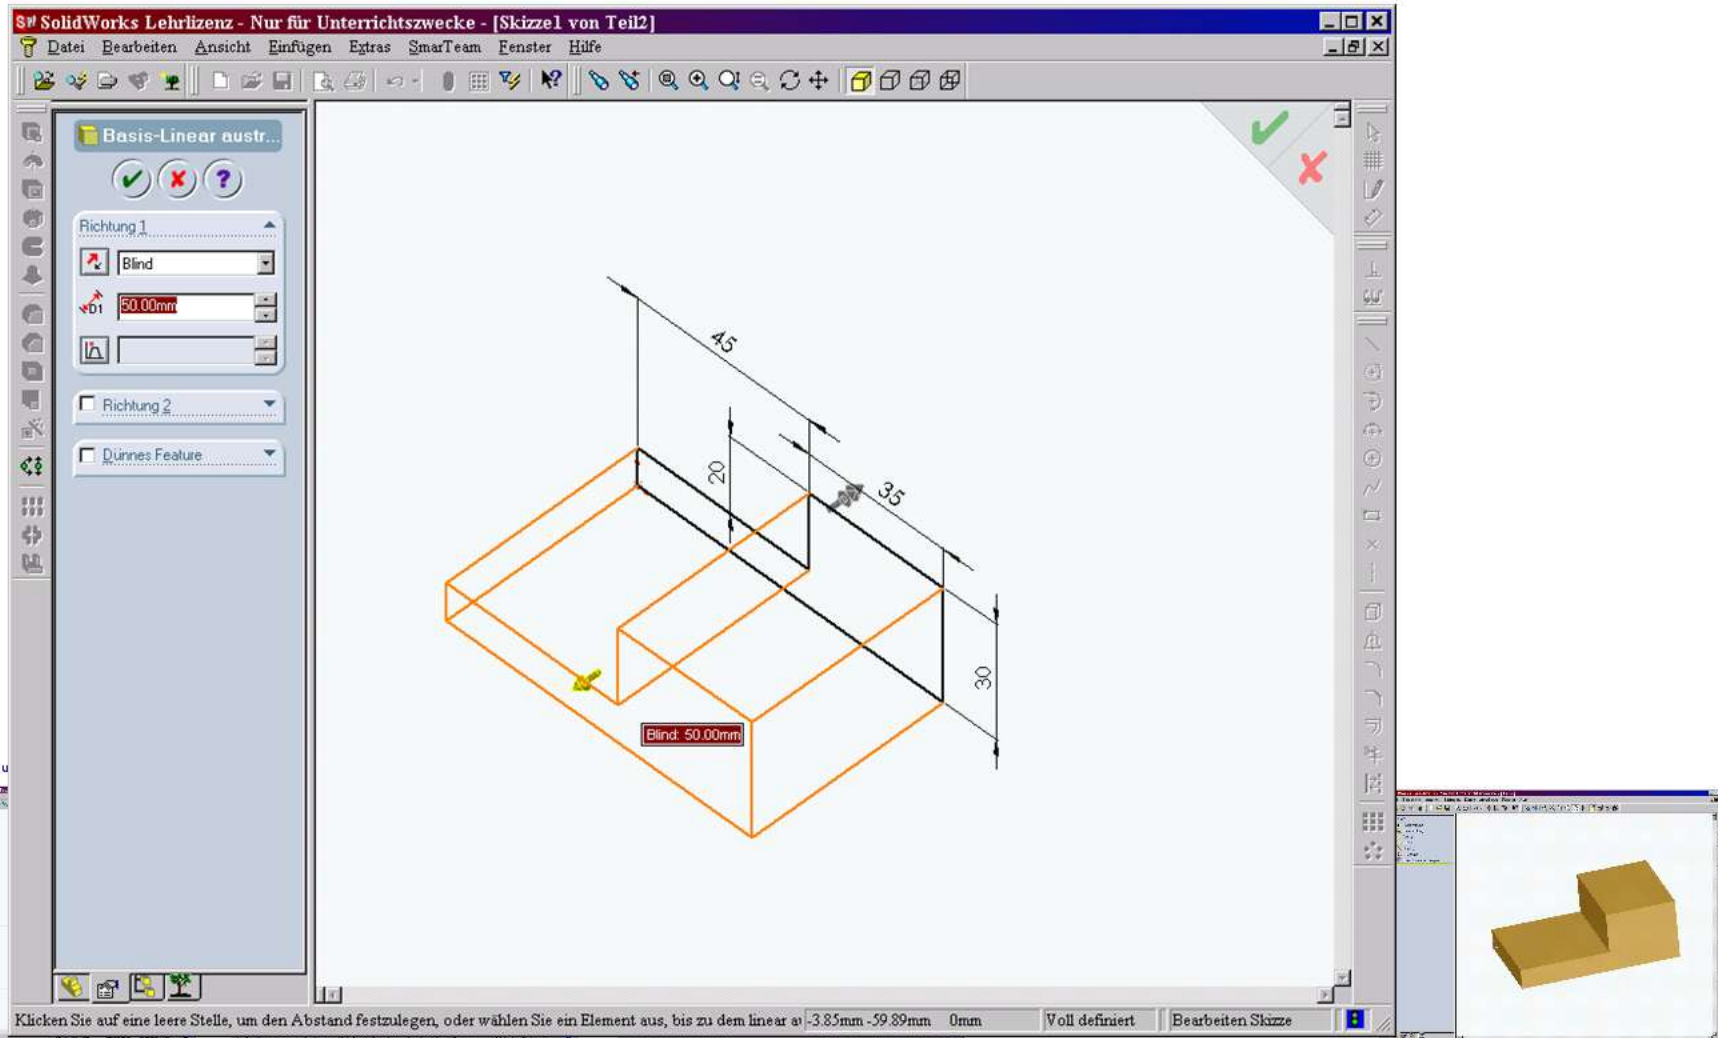 SW SolidWorks Lehrlizenz - Nur für Unterrichtszwecke - [Skizze1 von Teil2]
Datei Bearbeiten Ansicht Einfügen Extras SmarTeam Fenster Hilfe
Basis-Linear austr...
Richtung 1
Blind
D1 50.00mm
Richtung 2
Dünnes Feature
45
20
35
30
Blind: 50.00mm
Klicken Sie auf eine leere Stelle, um den Abstand festzulegen, oder wählen Sie ein Element aus, bis zu dem linear a -3.85mm -59.89mm 0mm Voll definiert Bearbeiten Skizze